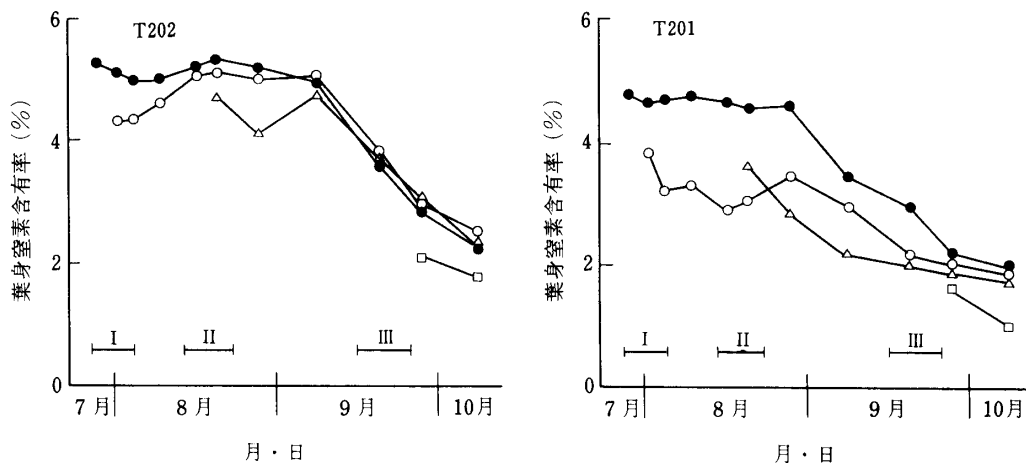 T202
葉身窒素含有率 (%)
6
4
2
0
I
II
III
7月
8月
9月
10月
月・日
T201
葉身窒素含有率 (%)
6
4
2
0
I
II
III
7月
8月
9月
10月
月・日